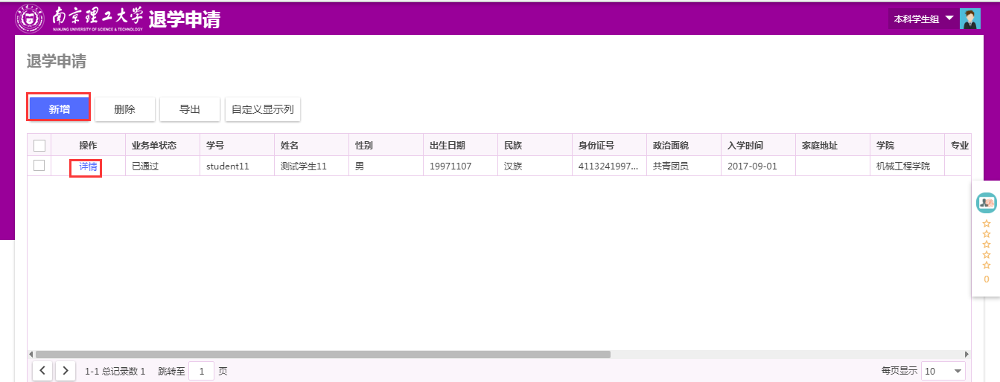 南京理工大学 退学申请 本科学生组
NANJING UNIVERSITY OF SCIENCE & TECHNOLOGY
退学申请
新增 删除 导出 自定义显示列
操作 业务单状态 学号 姓名 性别 出生日期 民族 身份证号 政治面貌 入学时间 家庭地址 学院 专业
详情 已通过 student11 测试学生11 男 19971107 汉族 4113241997... 共青团员 2017-09-01 机械工程学院
0
1-1 总记录数 1 跳转至 1 页 每页显示 10